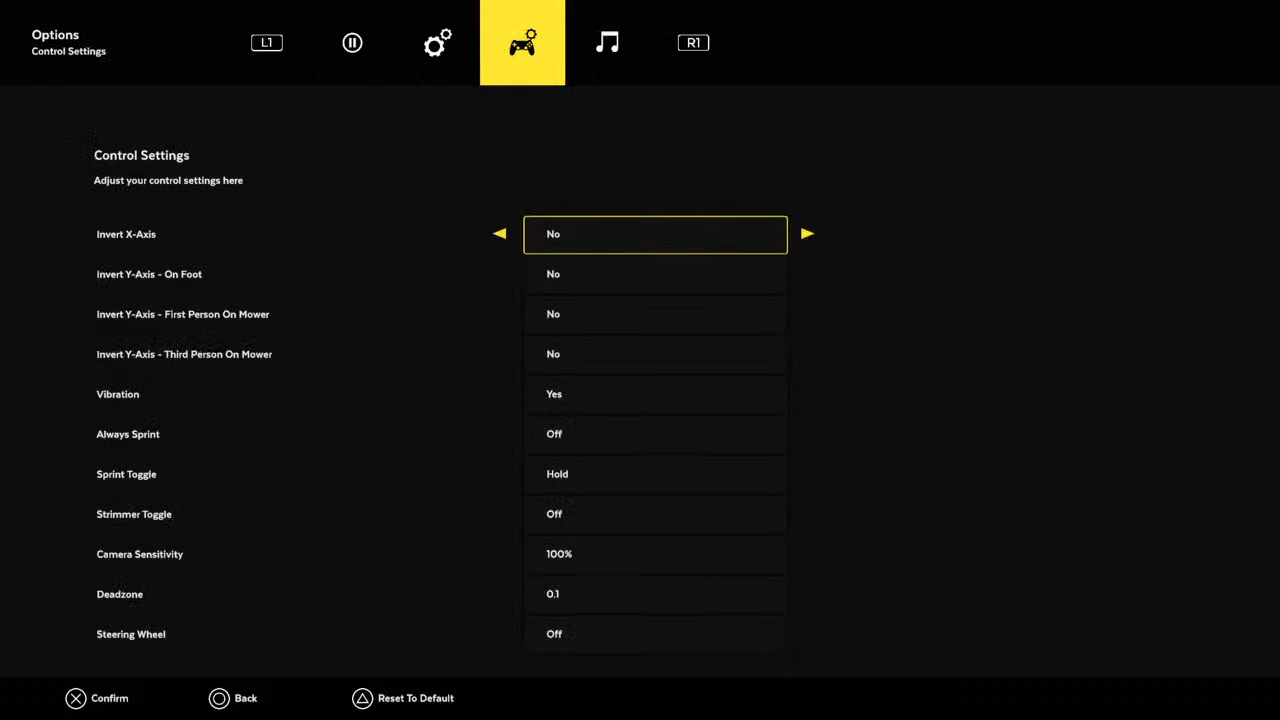 Options
Control Settings
L1
R1
Control Settings
Adjust your control settings here
Invert X-Axis No
Invert Y-Axis - On Foot No
Invert Y-Axis - First Person On Mower No
Invert Y-Axis - Third Person On Mower No
Vibration Yes
Always Sprint Off
Sprint Toggle Hold
Strimmer Toggle Off
Camera Sensitivity 100%
Deadzone 0.1
Steering Wheel Off
Confirm Back Reset To Default